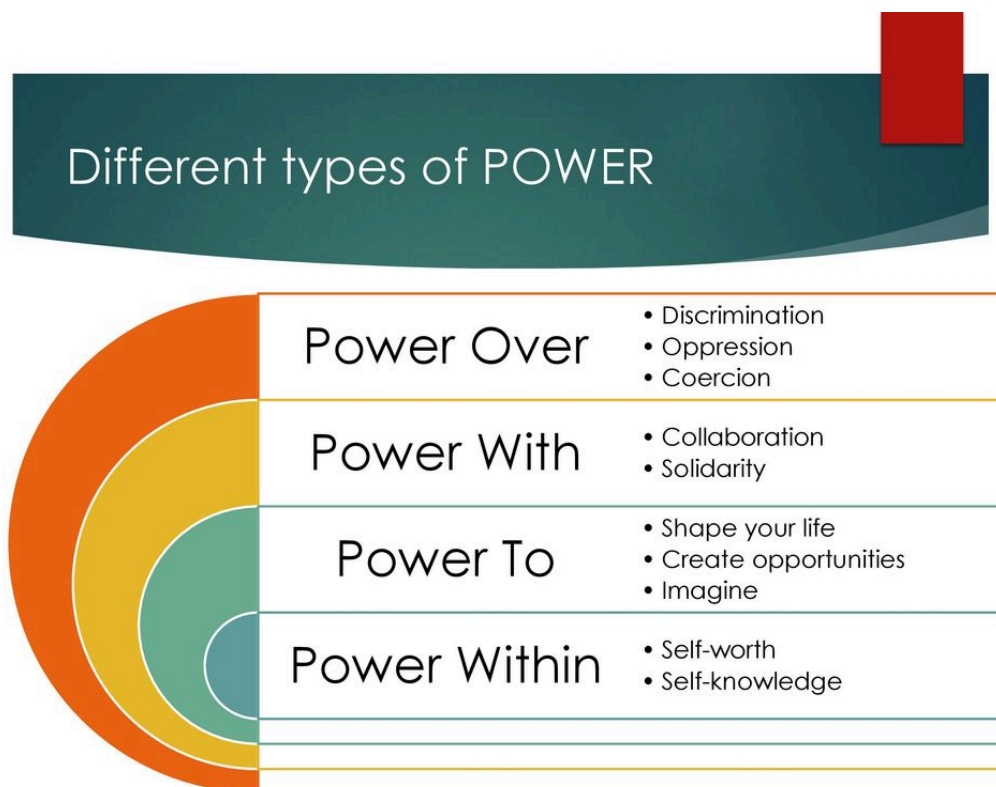 Different types of POWER
Power Over
• Discrimination
• Oppression
• Coercion
Power With
• Collaboration
• Solidarity
Power To
• Shape your life
• Create opportunities
• Imagine
Power Within
• Self-worth
• Self-knowledge